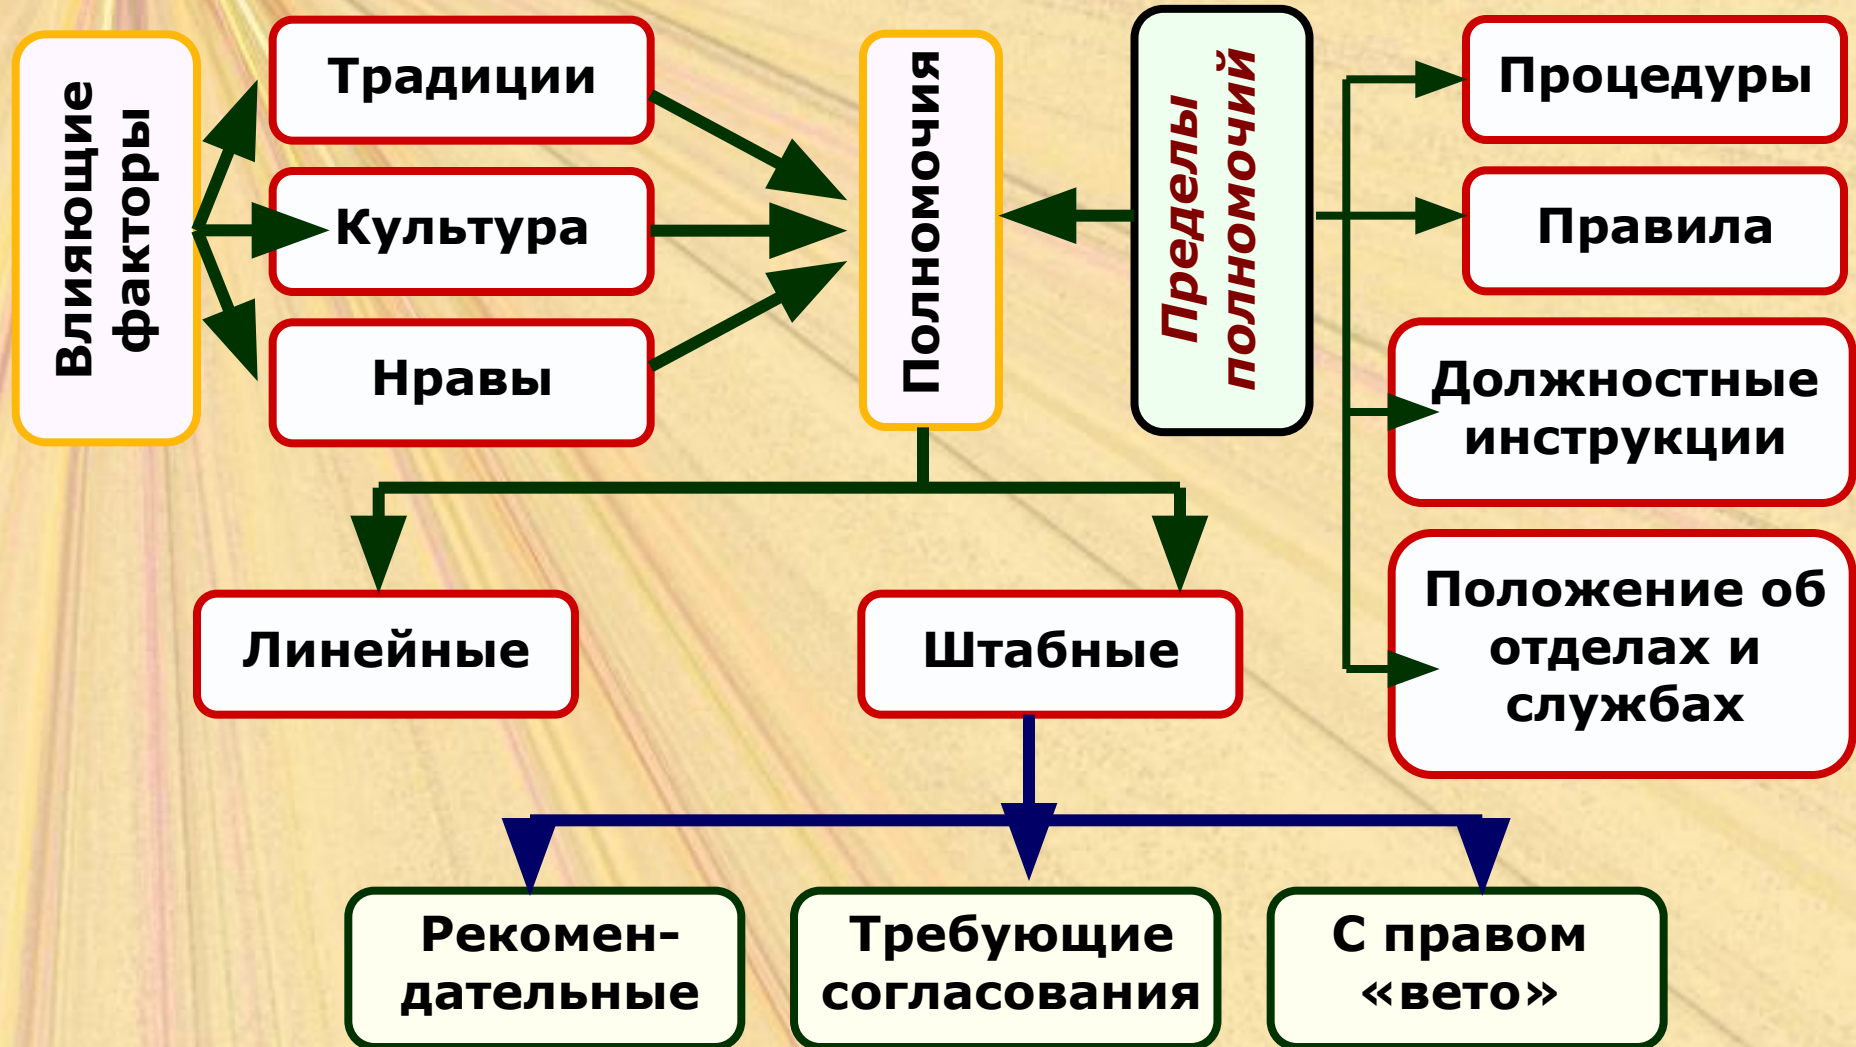 Влияющие
факторы
Традиции
Культура
Нравы
Полномочия
Пределы
полномочий
Процедуры
Правила
Должностные
инструкции
Положение об
отделах и
службах
Линейные
Штабные
Рекомен-
дательные
Требующие
согласования
С правом
«вето»